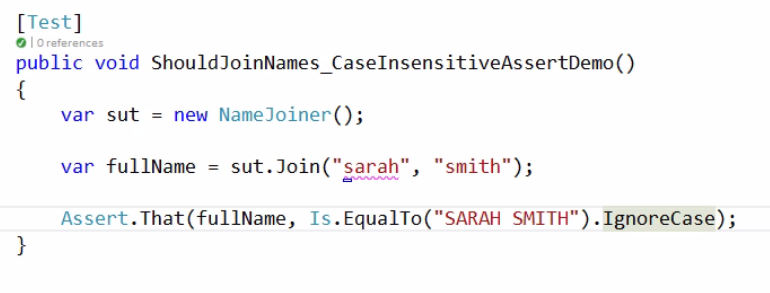 [Test]
| 0 references
public void ShouldJoinNames_CaseInsensitiveAssertDemo()
{
var sut = new NameJoiner();
var fullName = sut.Join("sarah", "smith");
Assert.That(fullName, Is.EqualTo("SARAH SMITH").IgnoreCase);
}